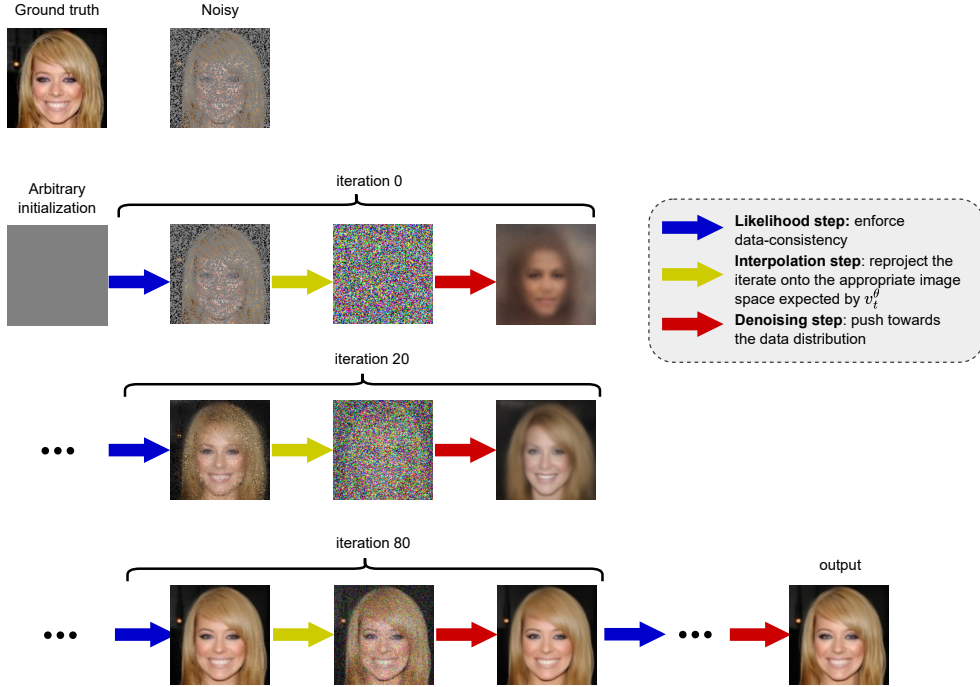 Ground truth
Noisy
Arbitrary
initialization
iteration 0
Likelihood step: enforce
data-consistency
Interpolation step: reproject the
iterate onto the appropriate image
space expected by $v_t^\theta$
Denoising step: push towards
the data distribution
iteration 20
•••
iteration 80
output
•••
•••